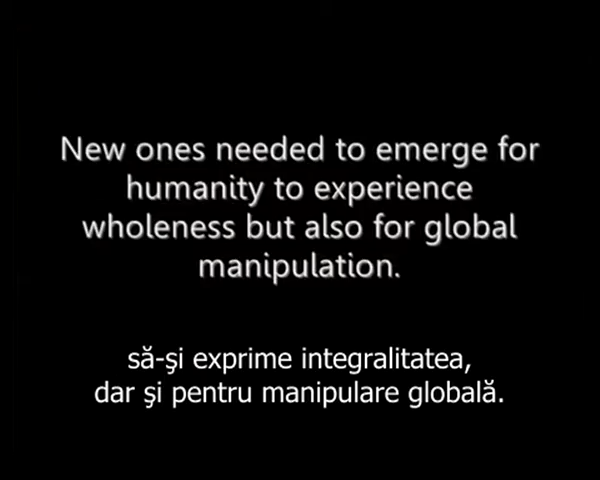 New ones needed to emerge for
humanity to experience
wholeness but also for global
manipulation.
să-şi exprime integralitatea,
dar şi pentru manipulare globală.